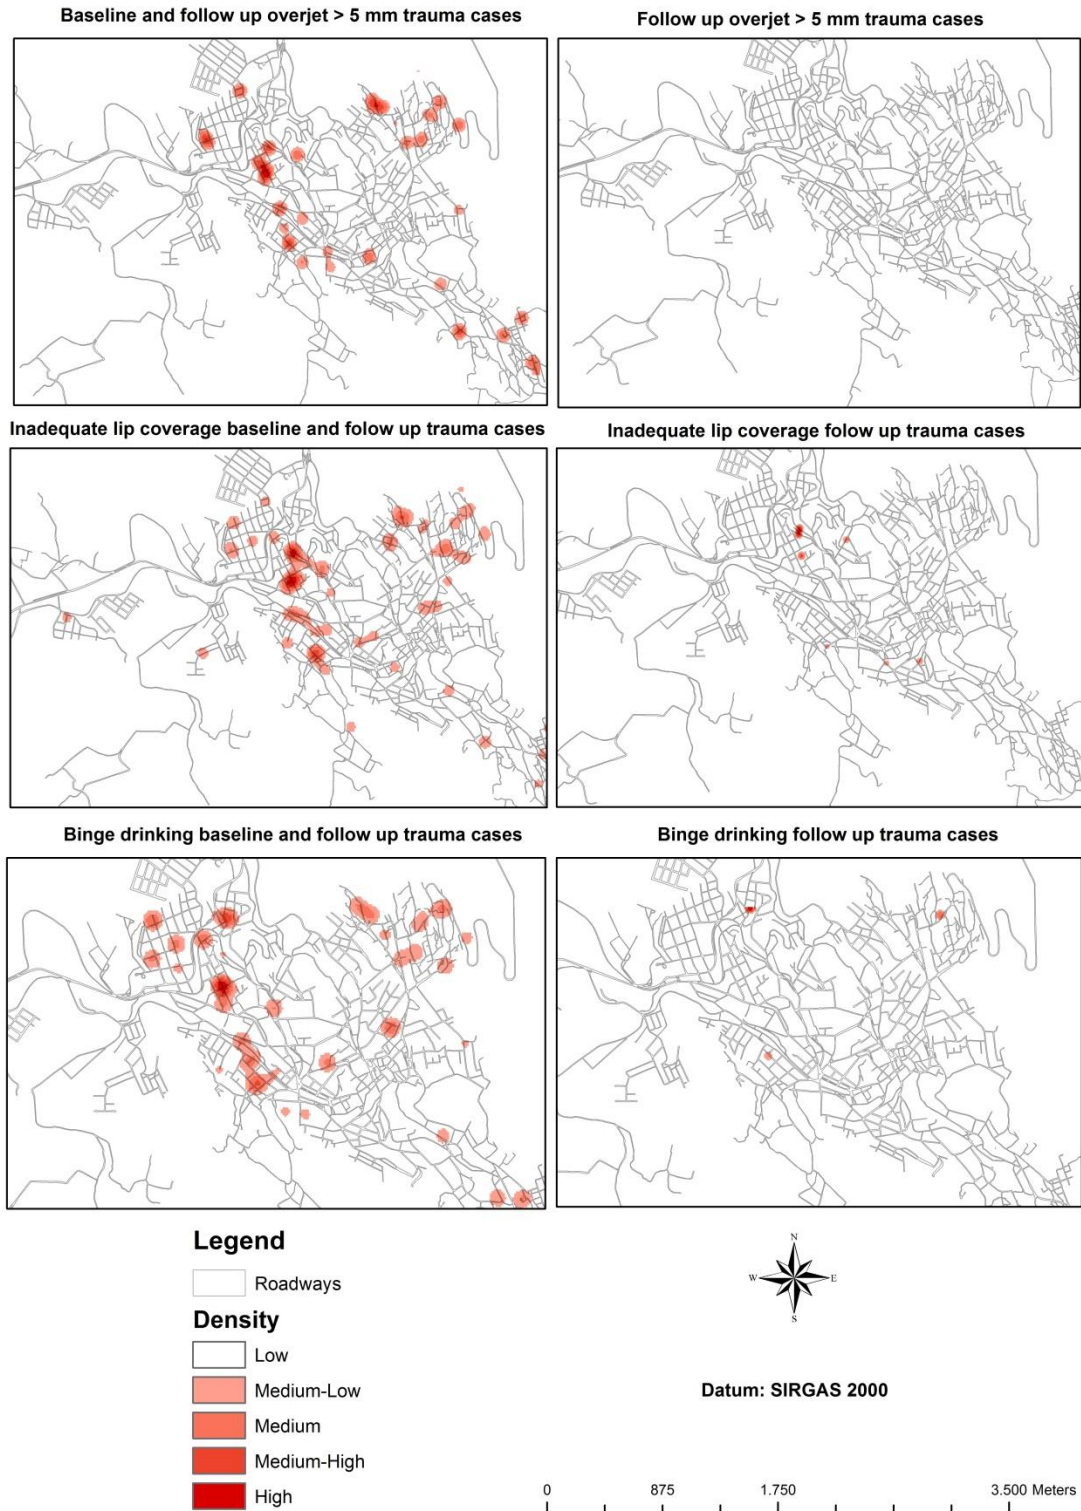 Baseline and follow up overjet > 5 mm trauma cases
Follow up overjet > 5 mm trauma cases
Inadequate lip coverage baseline and folow up trauma cases
Inadequate lip coverage folow up trauma cases
Binge drinking baseline and follow up trauma cases
Binge drinking follow up trauma cases
Legend
Roadways
Density
Low
Medium-Low
Medium
Medium-High
High
N
W E
S
Datum: SIRGAS 2000
0 875 1.750 3.500 Meters